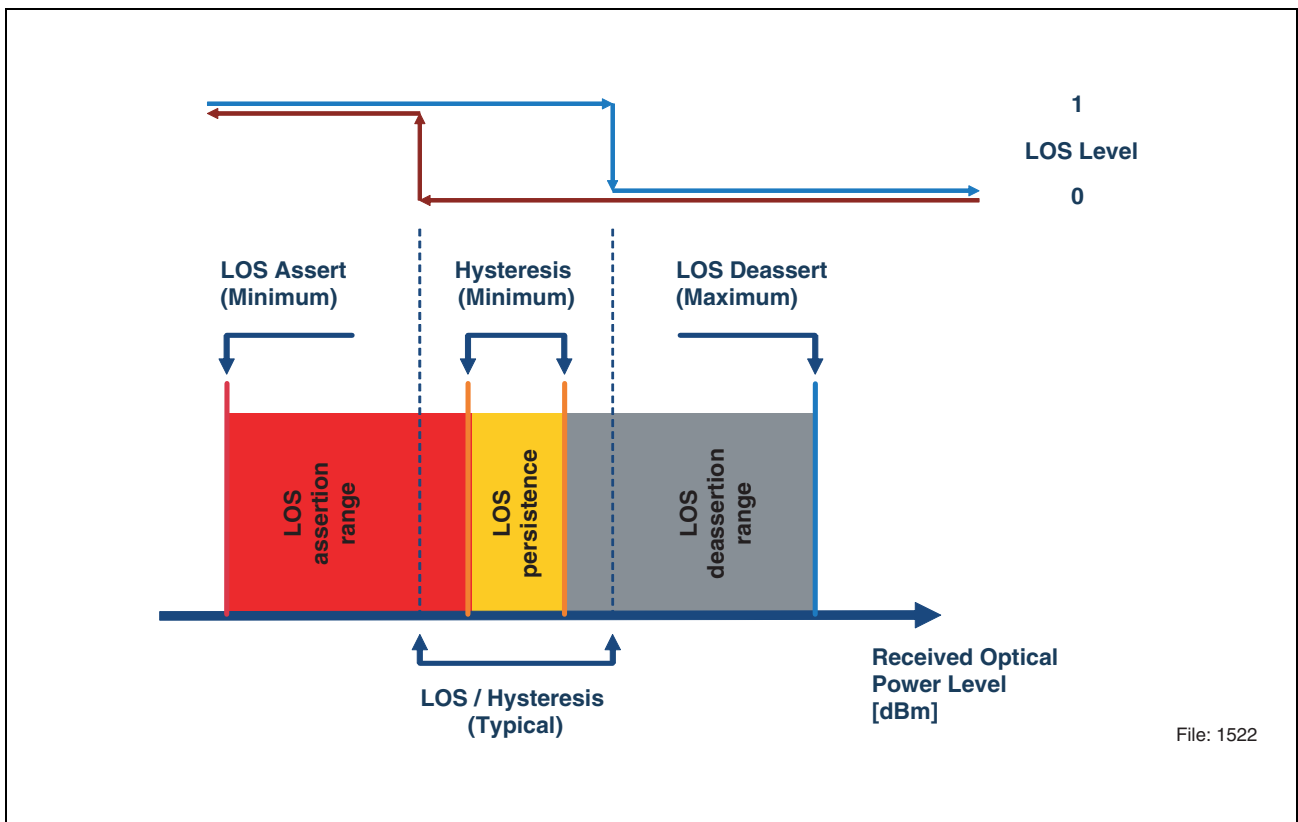 1
LOS Level
0
LOS Assert
(Minimum)
Hysteresis
(Minimum)
LOS Deassert
(Maximum)
LOS
assertion
range
LOS
persistence
LOS
deassertion
range
Received Optical
Power Level
[dBm]
LOS / Hysteresis
(Typical)
File: 1522